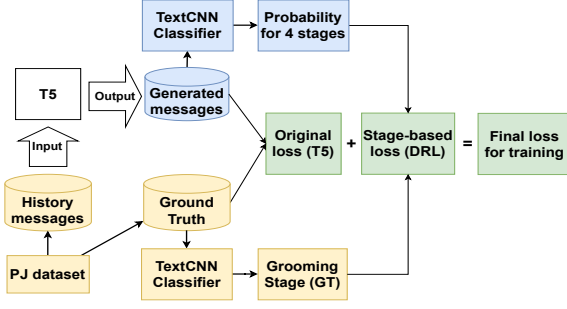 TextCNN
Classifier
Probability
for 4 stages
T5
Output
Generated
messages
Input
Original
loss (T5)
+
Stage-based
loss (DRL)
=
Final loss
for training
History
messages
Ground
Truth
PJ dataset
TextCNN
Classifier
Grooming
Stage (GT)